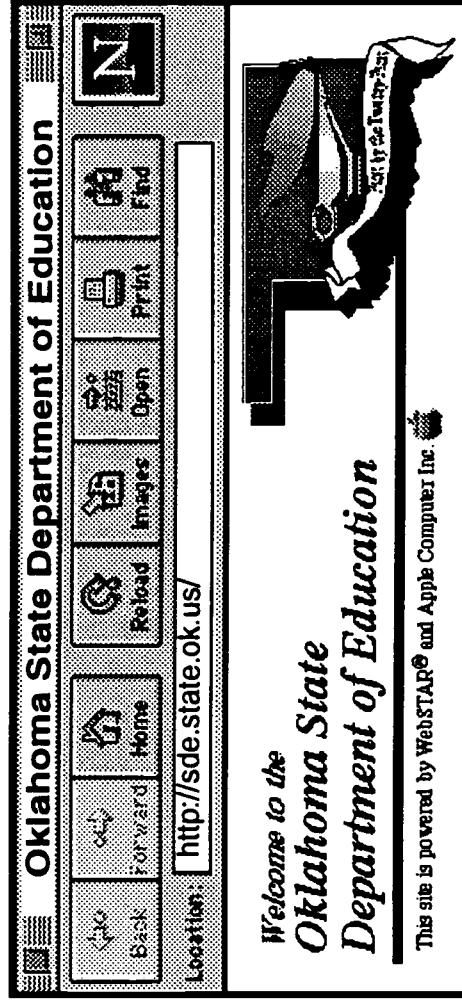 Oklahoma State Department of Education
Back Forward Home Reload Images Open Print Find
N
Location: http://sde.state.ok.us/
Welcome to the
Oklahoma State
Department of Education
This site is powered by WebSTAR® and Apple Computer Inc.